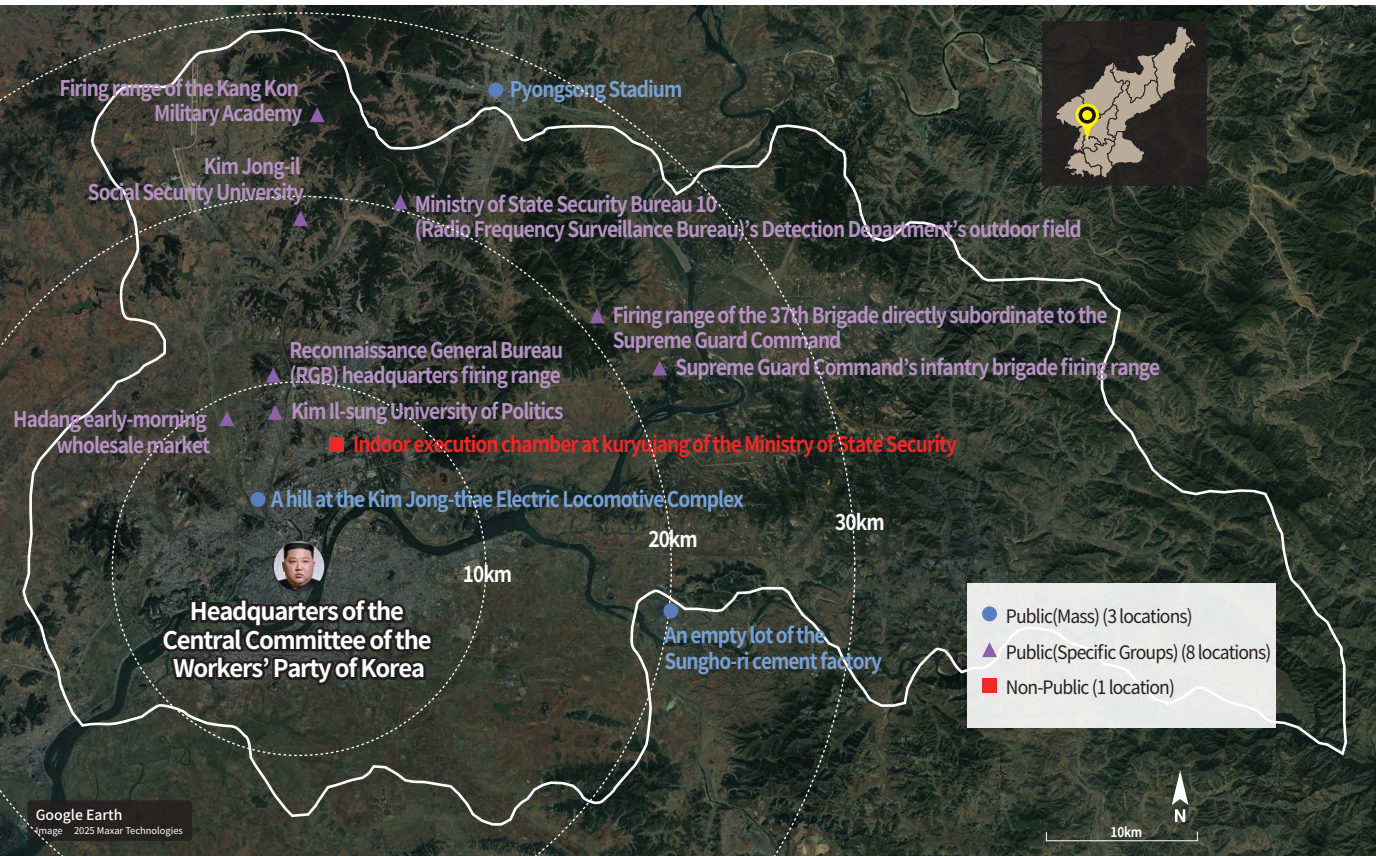 Firing range of the Kang Kon
Military Academy
Pyongsong Stadium
Kim Jong-il
Social Security University
Ministry of State Security Bureau 10
(Radio Frequency Surveillance Bureau)'s Detection Department's outdoor field
Firing range of the 37th Brigade directly subordinate to the
Supreme Guard Command
Reconnaissance General Bureau
(RGB) headquarters firing range
Supreme Guard Command's infantry brigade firing range
Hadang early-morning
wholesale market
Kim Il-sung University of Politics
Indoor execution chamber at kuryujang of the Ministry of State Security
A hill at the Kim Jong-thae Electric Locomotive Complex
30km
20km
10km
Headquarters of the
Central Committee of the
Workers' Party of Korea
An empty lot of the
Sungho-ri cement factory
Public(Mass) (3 locations)
Public(Specific Groups) (8 locations)
Non-Public (1 location)
Google Earth
Image 2025 Maxar Technologies
N
10km